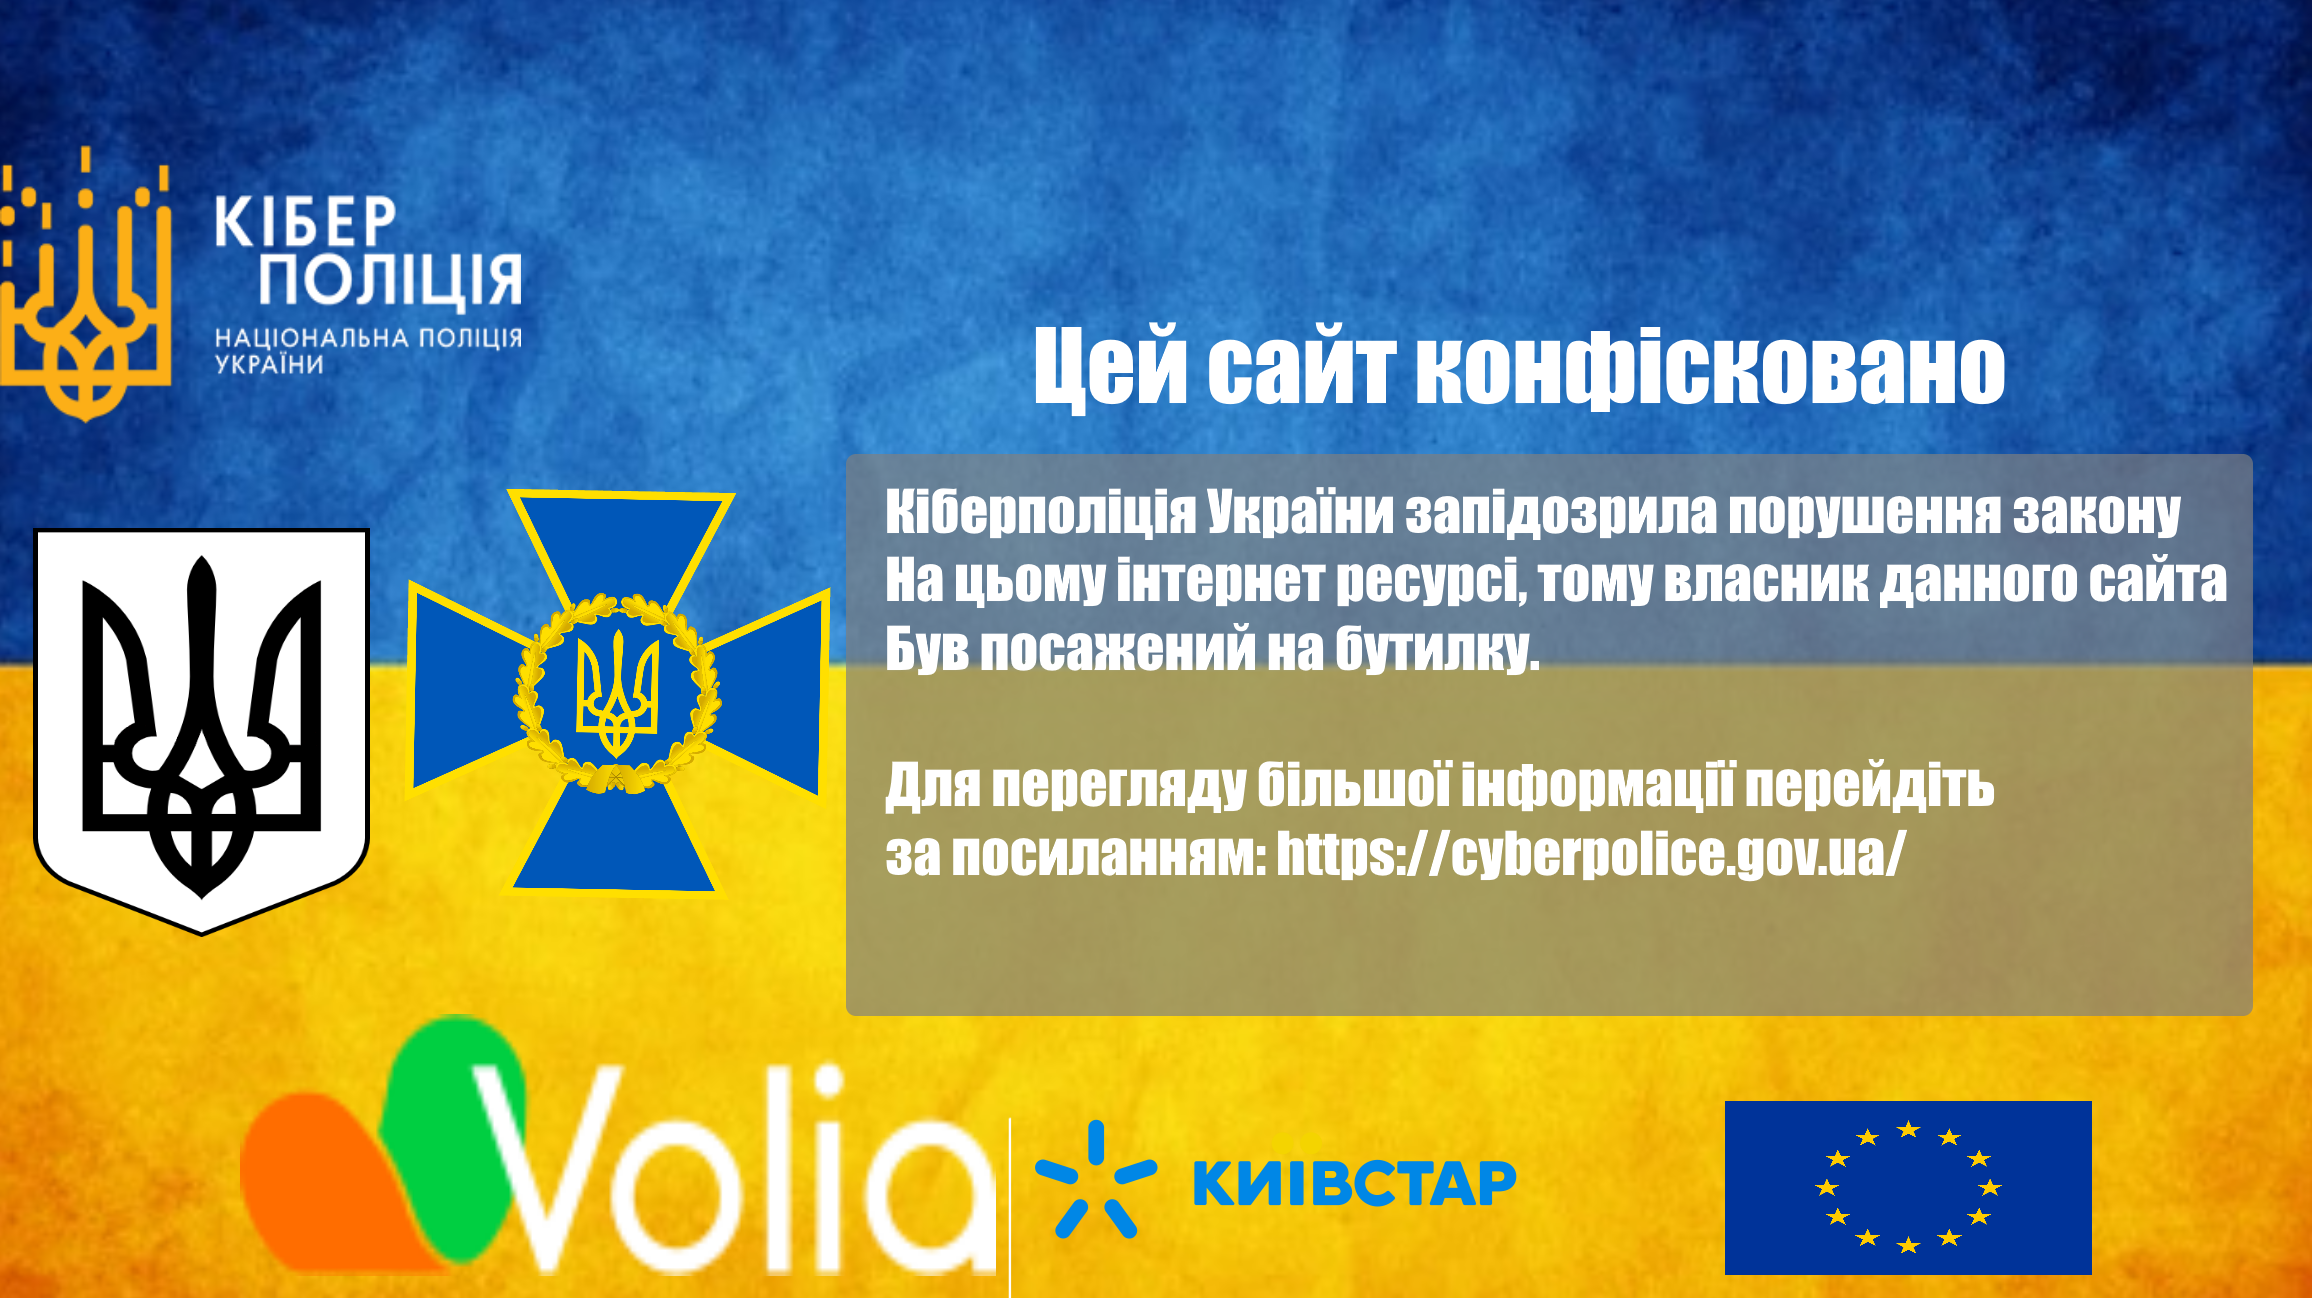 КІБЕР
ПОЛІЦІЯ
НАЦІОНАЛЬНА ПОЛІЦІЯ
УКРАЇНИ
Цей сайт конфісковано
Кіберполіція України запідозрила порушення закону
На цьому інтернет ресурсі, тому власник данного сайта
Був посажений на бутилку.
Для перегляду більшої інформації перейдіть
за посиланням: https://cyberpolice.gov.ua/
Volia
КИЇВСТАР